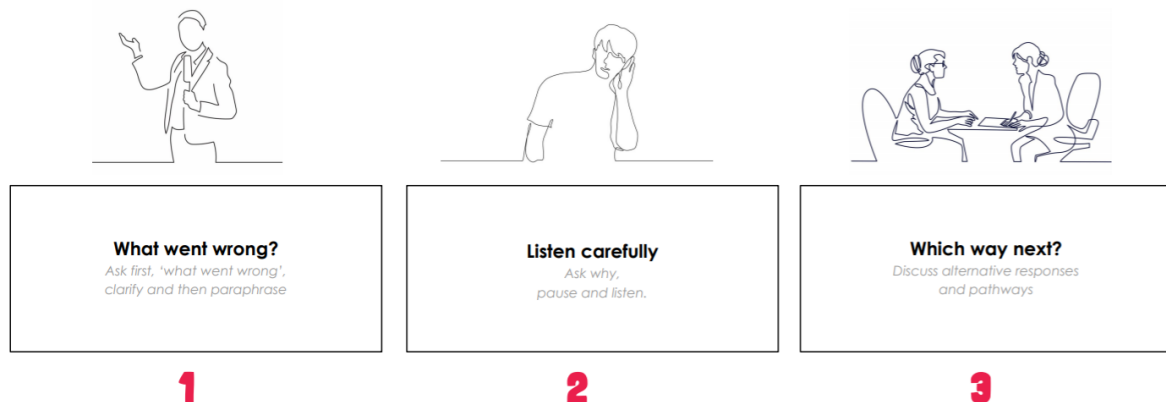 What went wrong?
Ask first, ‘what went wrong’,
clarify and then paraphrase
1
Listen carefully
Ask why,
pause and listen.
2
Which way next?
Discuss alternative responses
and pathways
3